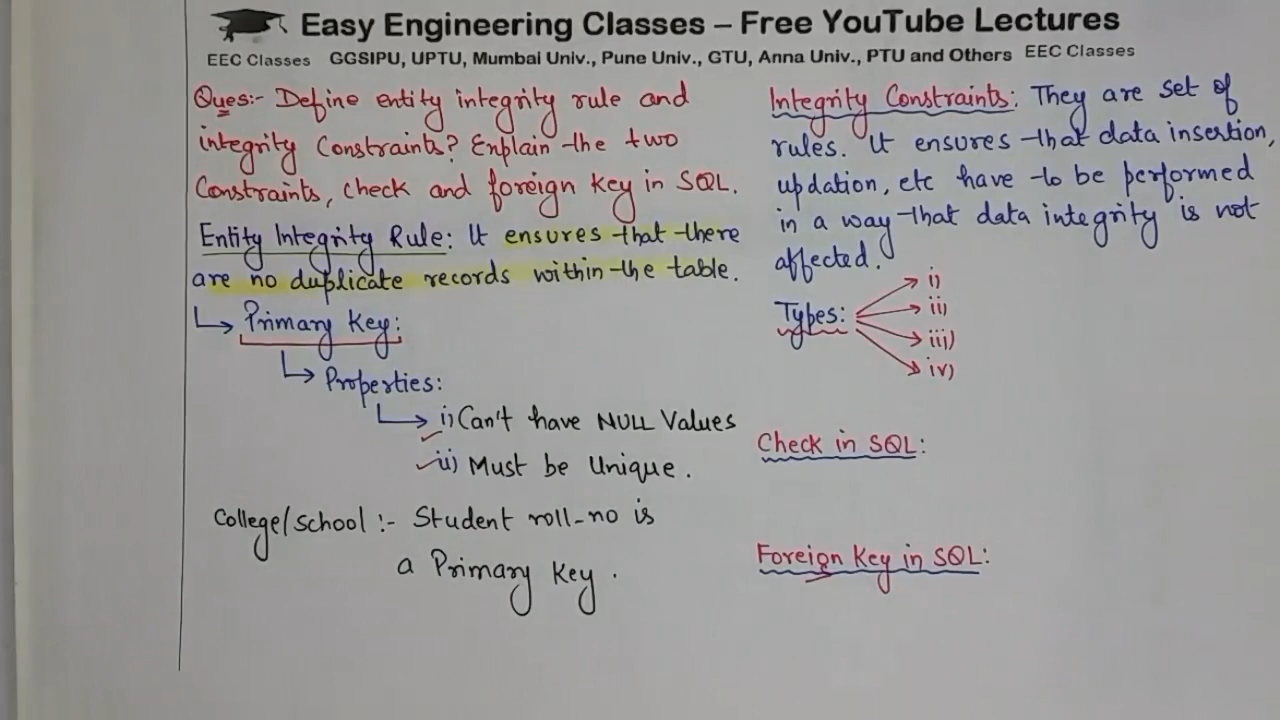 Easy Engineering Classes – Free YouTube Lectures
EEC Classes GGSIPU, UPTU, Mumbai Univ., Pune Univ., GTU, Anna Univ., PTU and Others EEC Classes
Ques:- Define entity integrity rule and
integrity Constraints? Explain the two
Constraints, check and foreign key in SQL.
Entity Integrity Rule: It ensures that there
are no duplicate records within the table.
Primary Key:
Properties:
i) Can't have NULL Values
ii) Must be Unique.
College/School :- Student roll-no is
a Primary Key.
Integrity Constraints: They are set of
rules. It ensures that data insertion,
updation, etc have to be performed
in a way that data integrity is not
affected.
Types:
i)
ii)
iii)
iv)
Check in SQL:
Foreign Key in SQL: